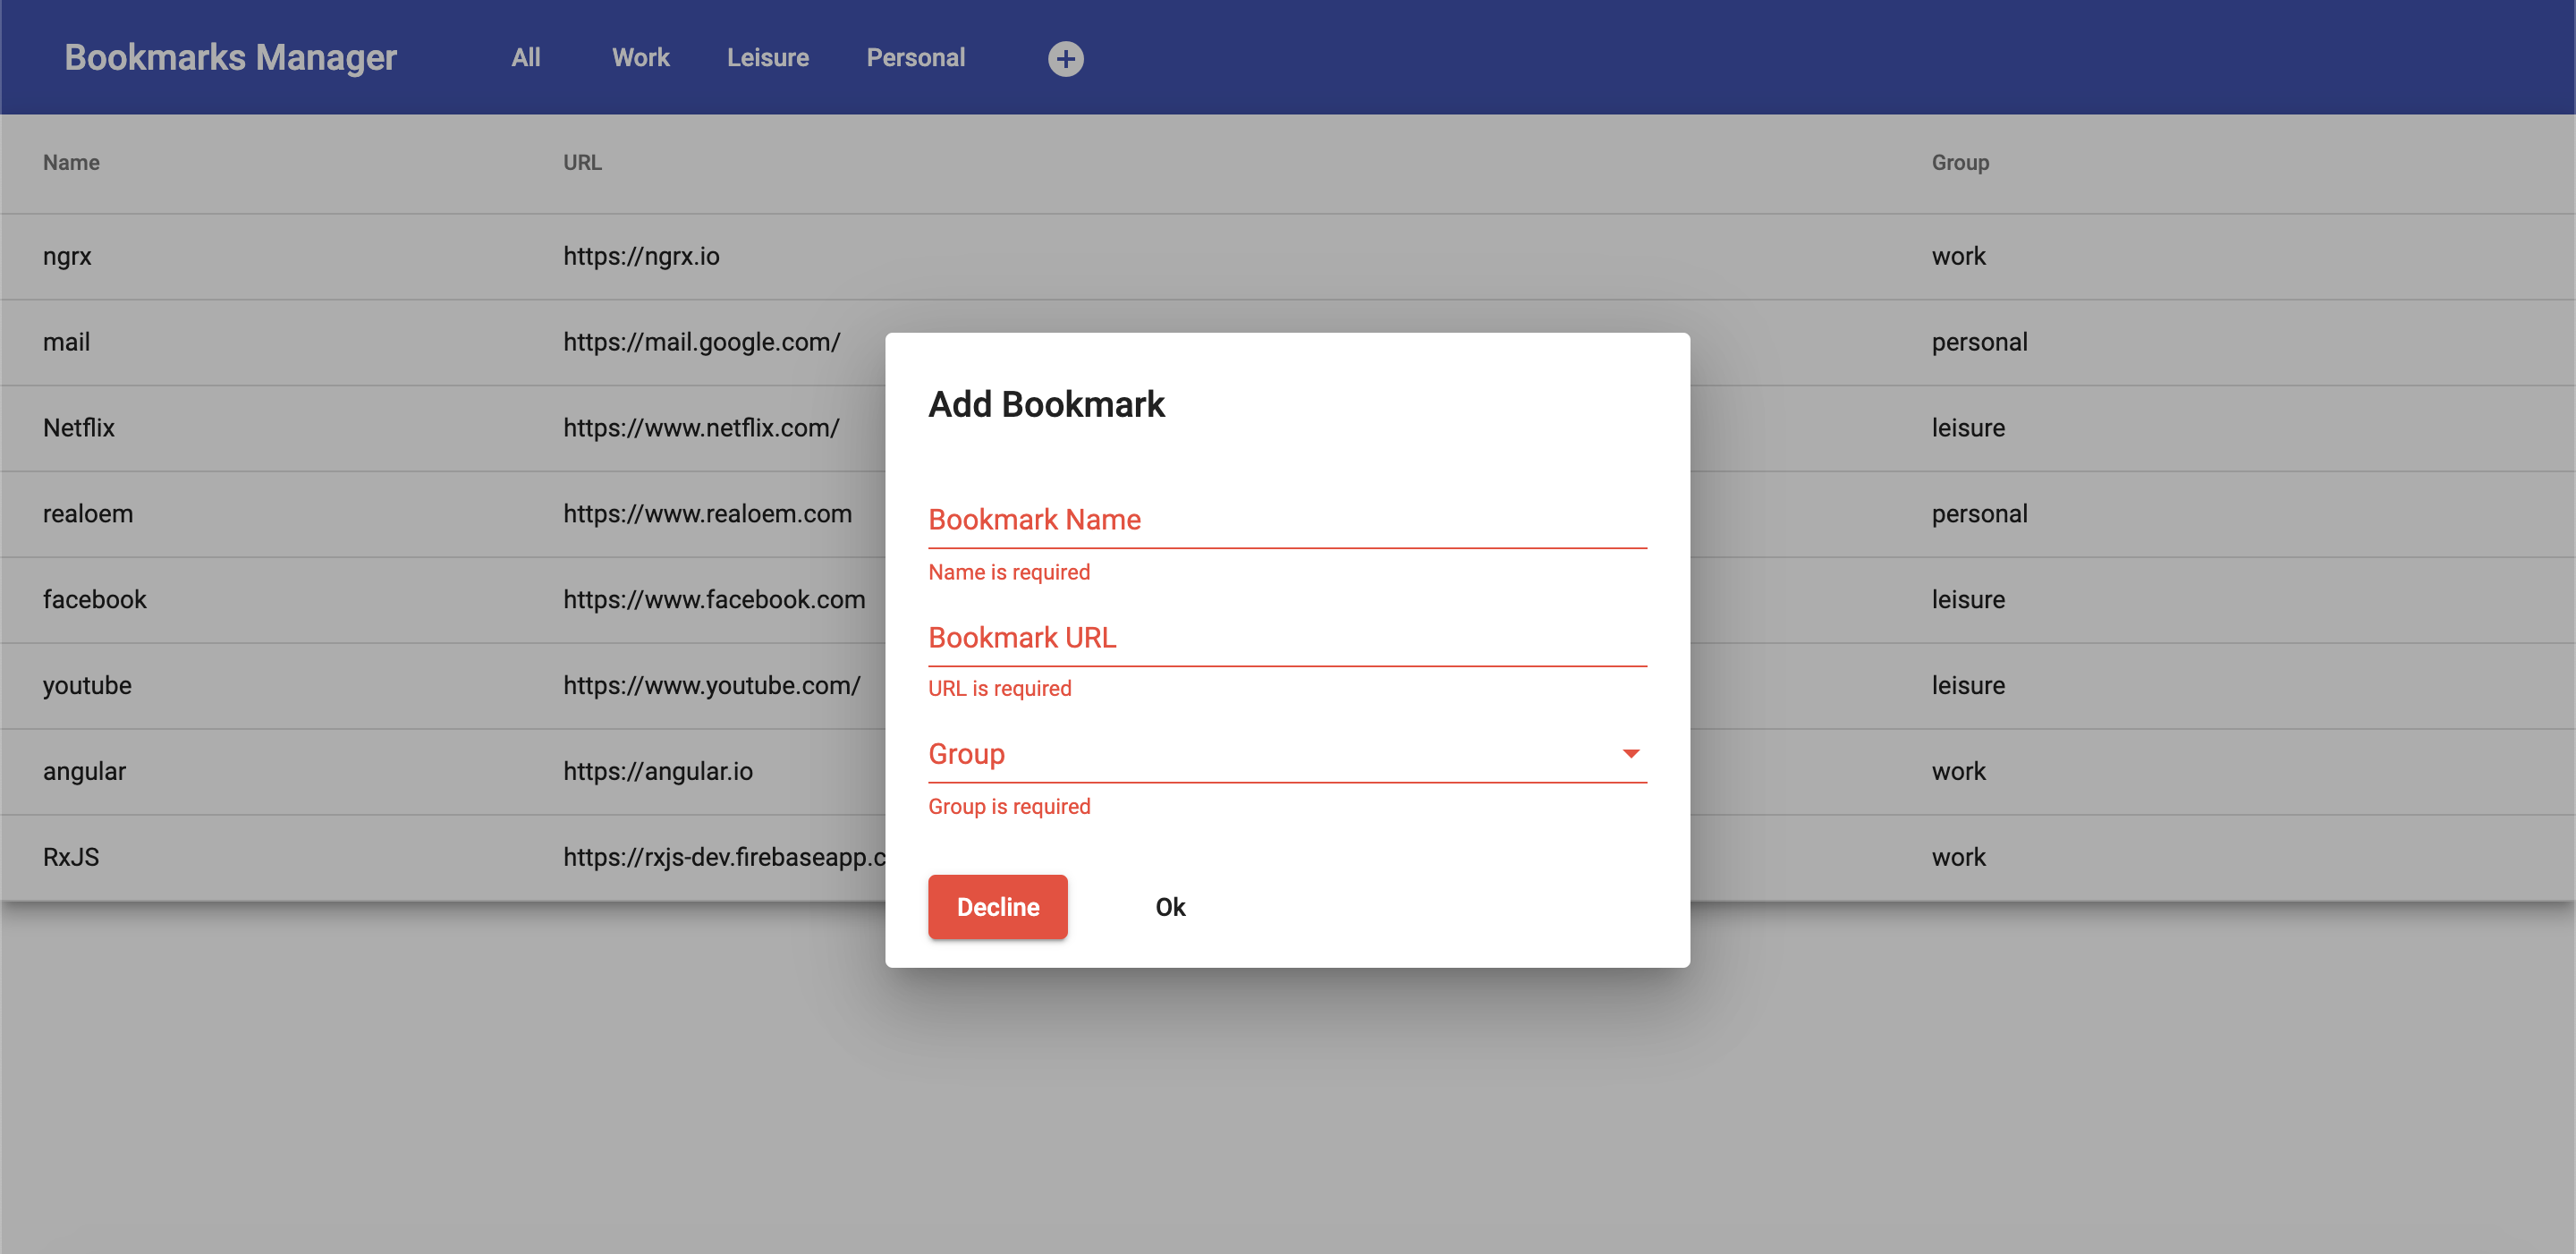 Bookmarks Manager All Work Leisure Personal
Name URL Group
ngrx https://ngrx.io work
mail https://mail.google.com/ personal
Netflix https://www.netflix.com/ leisure
realoem https://www.realoem.com personal
facebook https://www.facebook.com leisure
youtube https://www.youtube.com/ leisure
angular https://angular.io work
RxJS https://rxjs-dev.firebaseapp.c work
Add Bookmark
Bookmark Name
Name is required
Bookmark URL
URL is required
Group
Group is required
Decline Ok